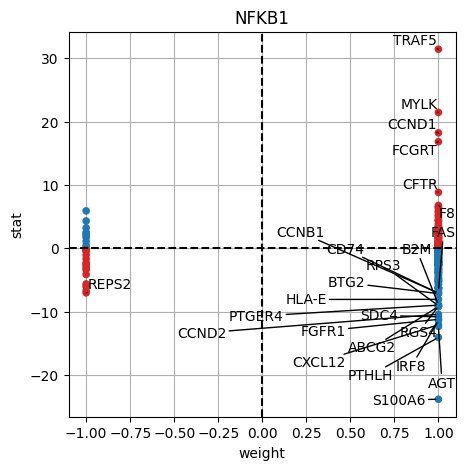 NFKB1
TRAF5
MYLK
CCND1
FCGRT
CFTR
F8
FAS
CCNB1
CD74
B2M
RPS3
BTG2
REPS2
HLA-E
PTGER4
SDC4
CCND2
FGFR1
RGS4
ABCG2
CXCL12
IRF8
PTHLH
AGT
S100A6
30
20
10
0
−10
−20
stat
−1.00 −0.75 −0.50 −0.25 0.00 0.25 0.50 0.75 1.00
weight